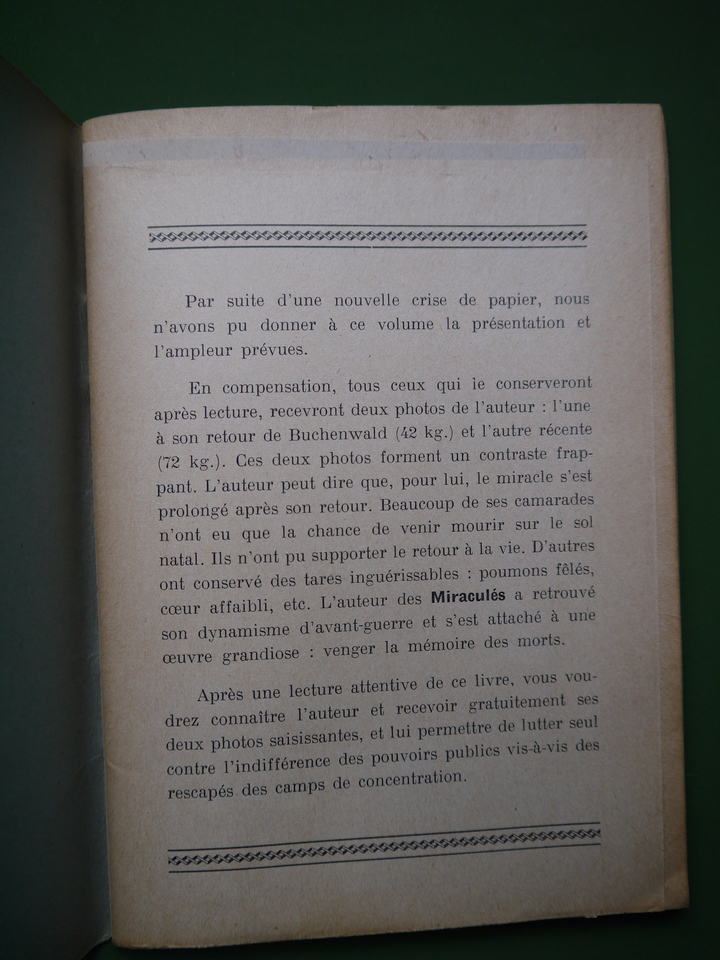 Par suite d'une nouvelle crise de papier, nous
n'avons pu donner à ce volume la présentation et
l'ampleur prévues.
En compensation, tous ceux qui le conserveront
après lecture, recevront deux photos de l'auteur : l'une
à son retour de Buchenwald (42 kg.) et l'autre récente
(72 kg.). Ces deux photos forment un contraste frap-
pant. L'auteur peut dire que, pour lui, le miracle s'est
prolongé après son retour. Beaucoup de ses camarades
n'ont eu que la chance de venir mourir sur le sol
natal. Ils n'ont pu supporter le retour à la vie. D'autres
ont conservé des tares inguérissables : poumons fêlés,
cœur affaibli, etc. L'auteur des Miraculés a retrouvé
son dynamisme d'avant-guerre et s'est attaché à une
œuvre grandiose : venger la mémoire des morts.
Après une lecture attentive de ce livre, vous vou-
drez connaître l'auteur et recevoir gratuitement ses
deux photos saisissantes, et lui permettre de lutter seul
contre l'indifférence des pouvoirs publics vis-à-vis des
rescapés des camps de concentration.